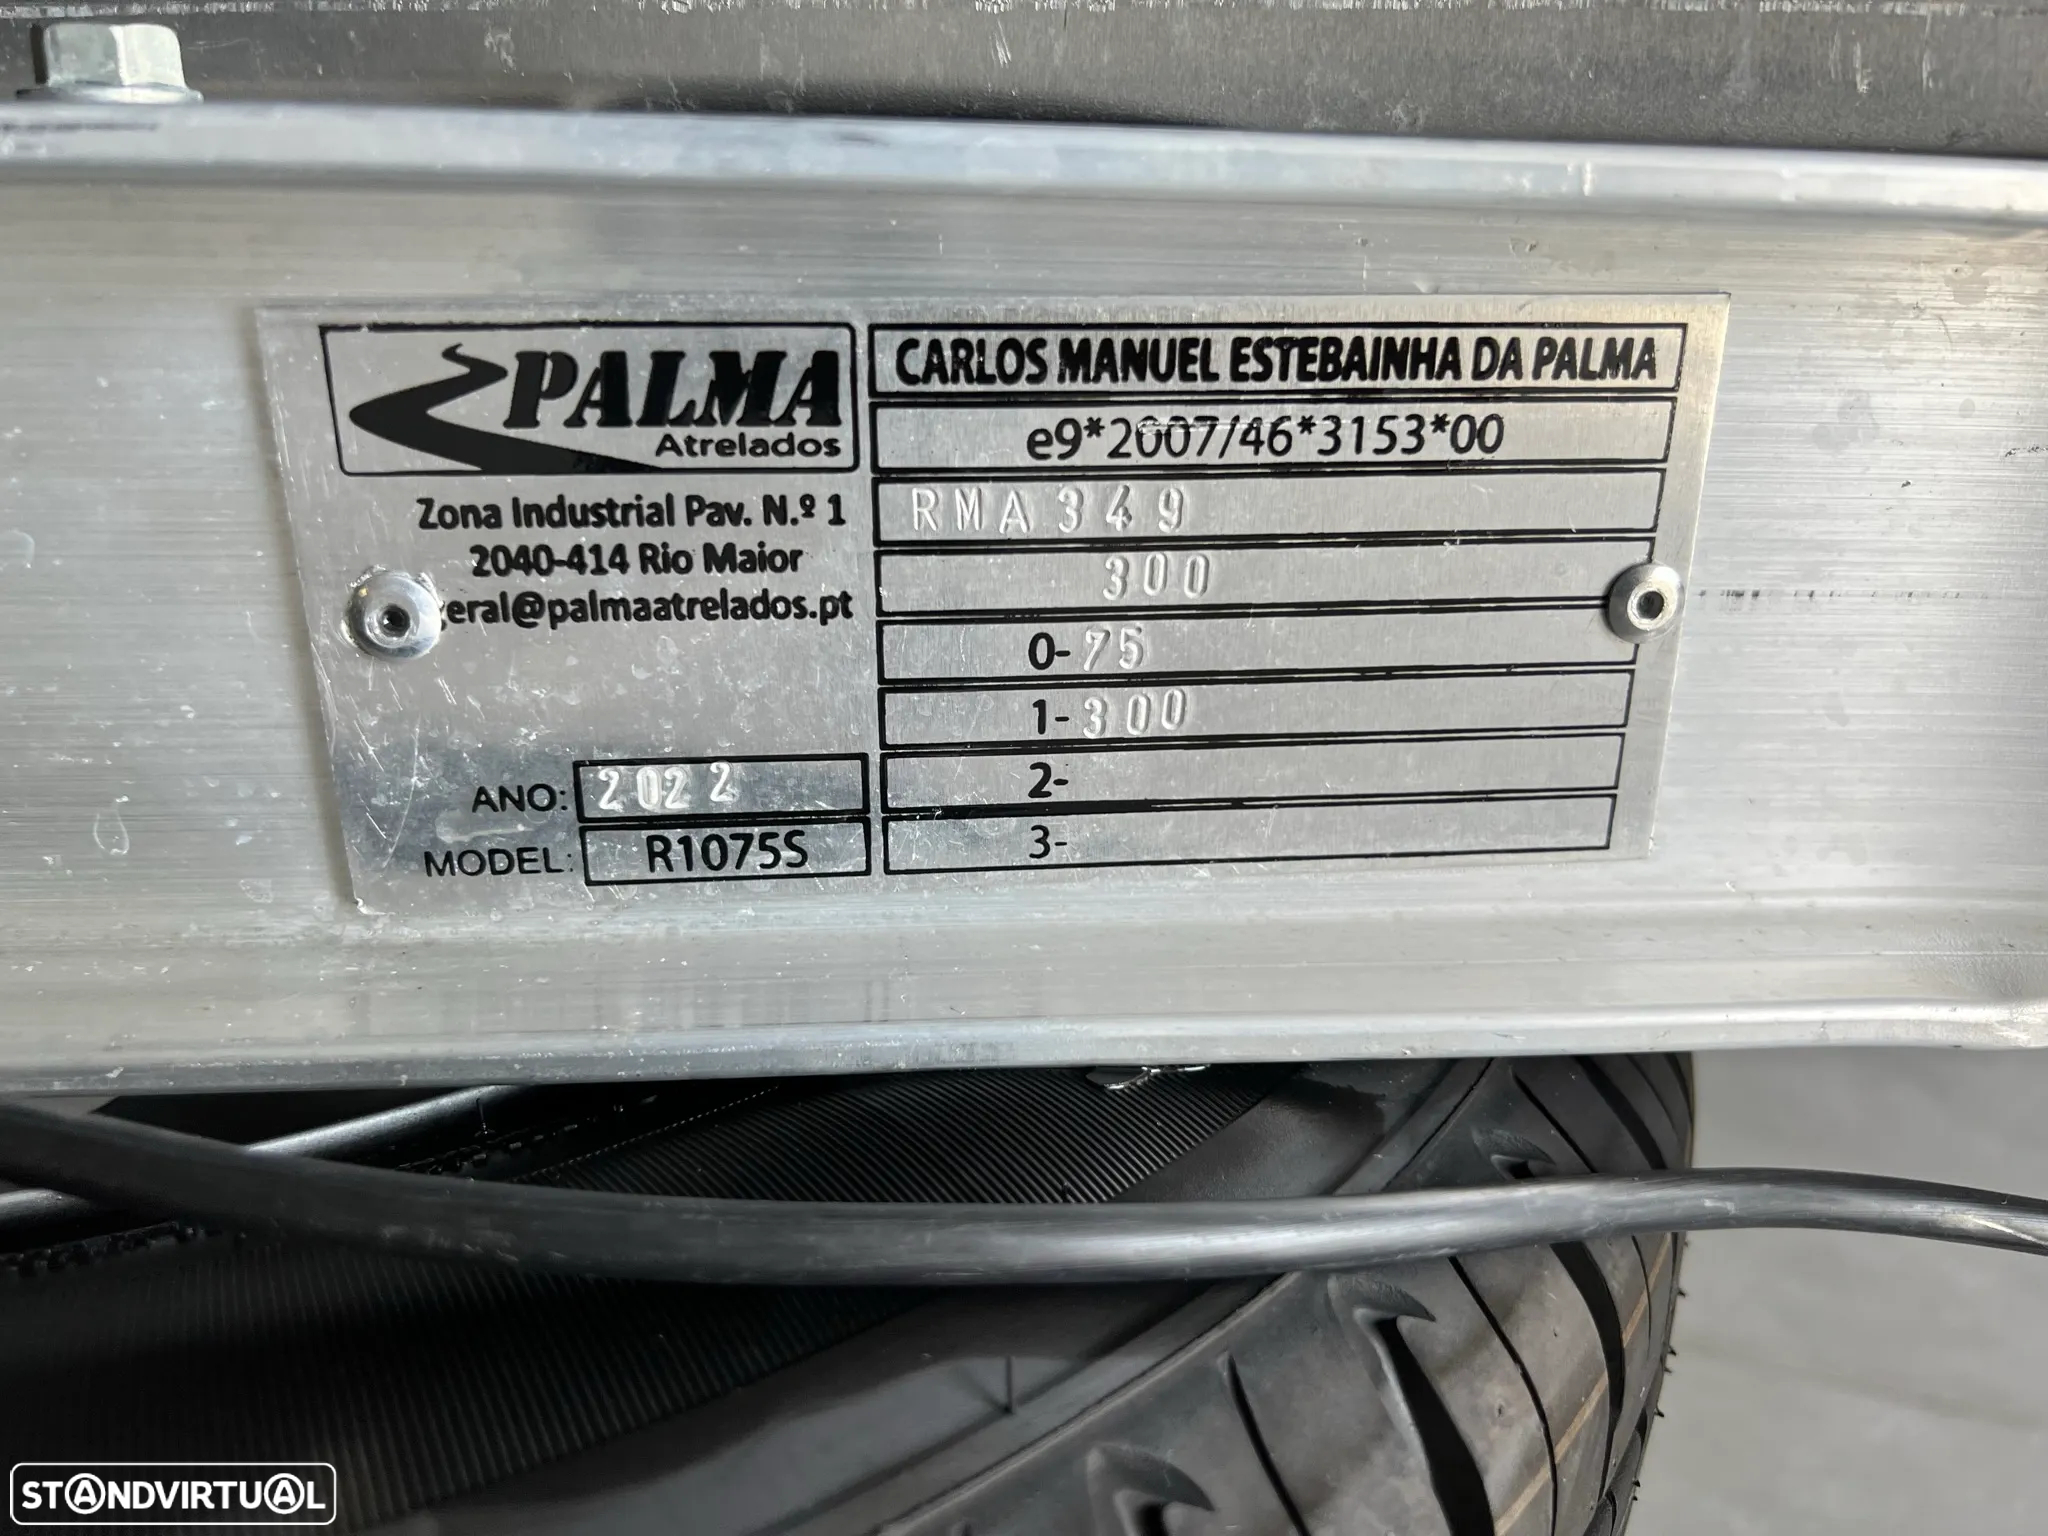 PALMA
Atrelados
Zona Industrial Pav. N.º 1
2040-414 Rio Maior
eral@palmaatrelados.pt
ANO: 2022
MODEL: R1075S
CARLOS MANUEL ESTEBAINHA DA PALMA
e9*2007/46*3153*00
RMA349
300
0-75
1-300
2-
3-
STANDVIRTUAL